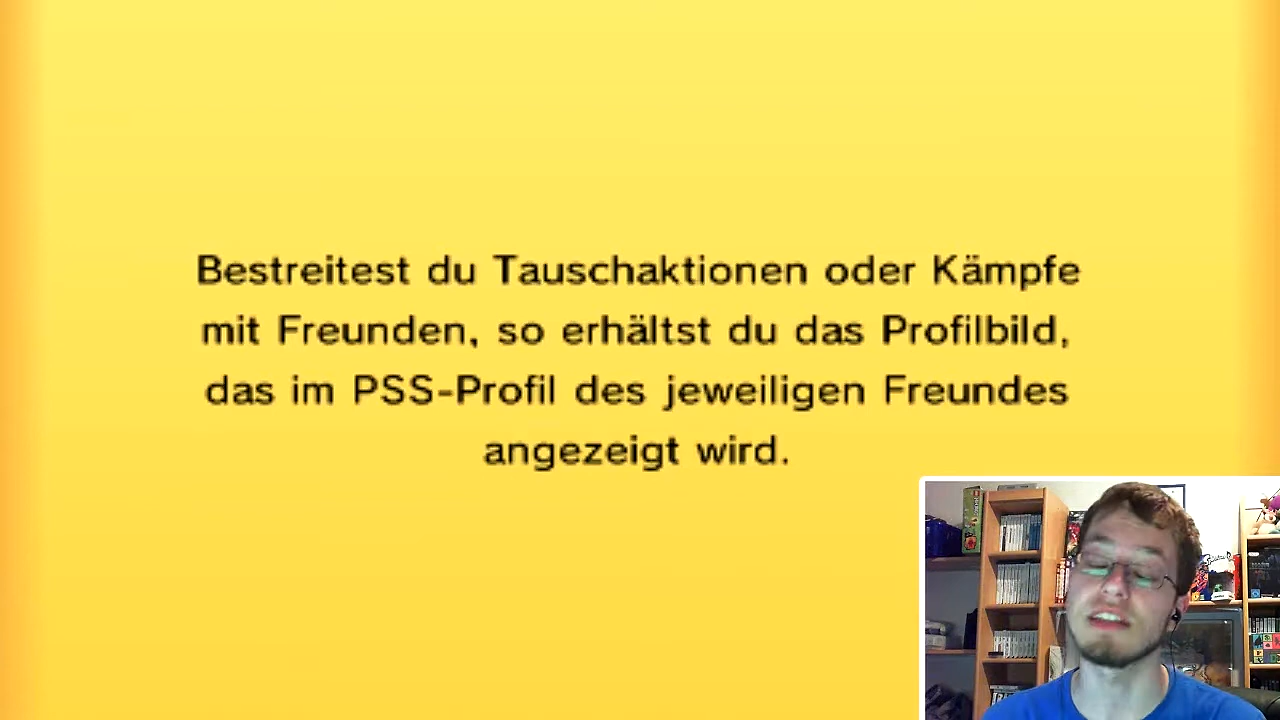 Bestreitest du Tauschaktionen oder Kämpfe
mit Freunden, so erhältst du das Profilbild,
das im PSS-Profil des jeweiligen Freundes
angezeigt wird.